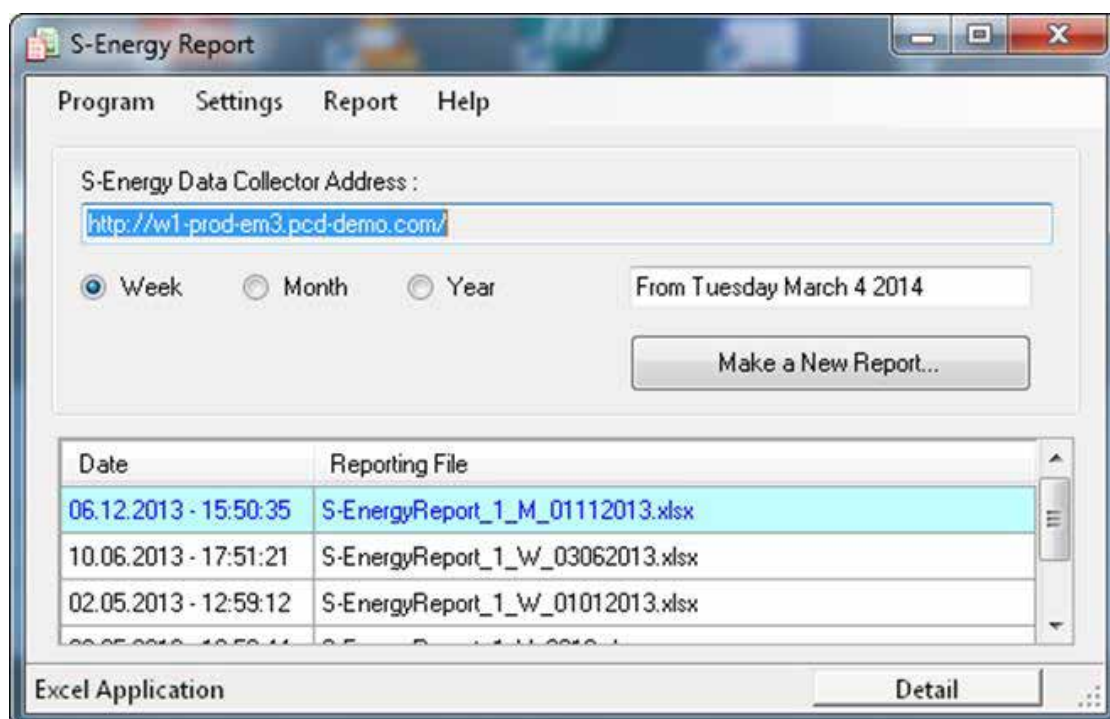 S-Energy Report
Program Settings Report Help
S-Energy Data Collector Address :
http://w1-prod-em3.pcd-demo.com/
Week Month Year From Tuesday March 4 2014
Make a New Report...
Date Reporting File
06.12.2013 - 15:50:35 S-EnergyReport_1_M_01112013.xlsx
10.06.2013 - 17:51:21 S-EnergyReport_1_W_03062013.xlsx
02.05.2013 - 12:59:12 S-EnergyReport_1_W_01012013.xlsx
Excel Application Detail